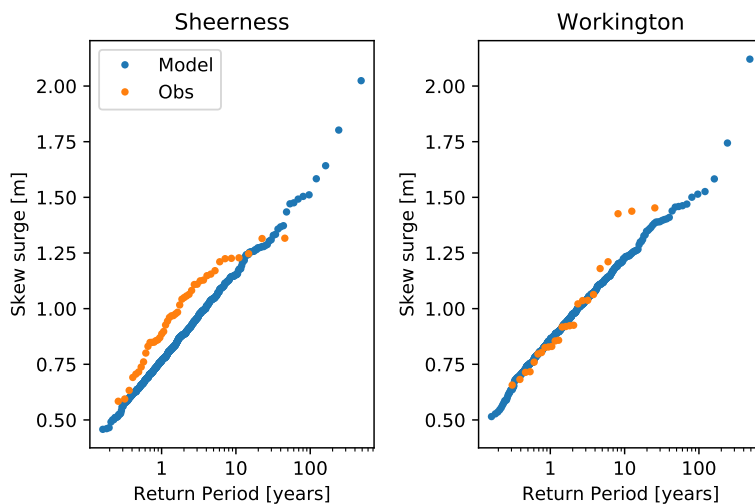 Sheerness
Workington
Model
Obs
Skew surge [m]
2.00
1.75
1.50
1.25
1.00
0.75
0.50
1
10
100
Return Period [years]
Skew surge [m]
2.00
1.75
1.50
1.25
1.00
0.75
0.50
1
10
100
Return Period [years]